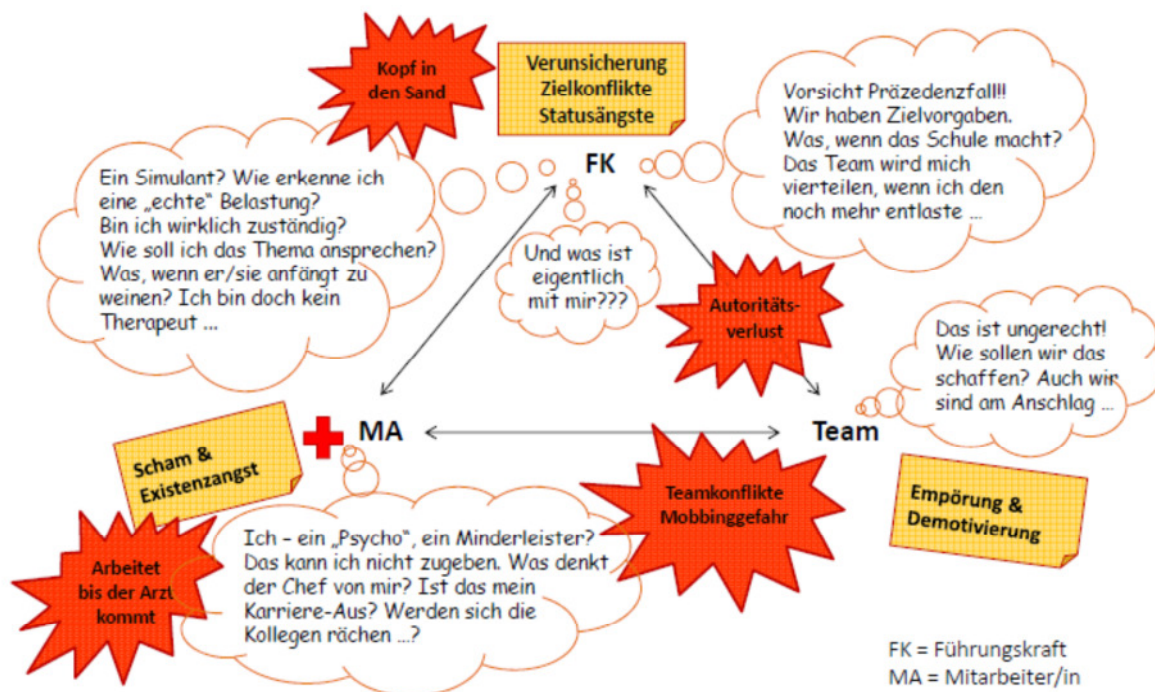 Kopf in
den Sand
Verunsicherung
Zielkonflikte
Statusängste
Vorsicht Präzedenzfall!!
Wir haben Zielvorgaben.
Was, wenn das Schule macht?
Das Team wird mich
vierteilen, wenn ich den
noch mehr entlaste ...
FK
Ein Simulant? Wie erkenne ich
eine „echte" Belastung?
Bin ich wirklich zuständig?
Wie soll ich das Thema ansprechen?
Was, wenn er/sie anfängt zu
weinen? Ich bin doch kein
Therapeut ...
Und was ist
eigentlich
mit mir???
Autoritäts-
verlust
Das ist ungerecht!
Wie sollen wir das
schaffen? Auch wir
sind am Anschlag ...
MA
Team
Scham &
Existenzangst
Teamkonflikte
Mobbinggefahr
Empörung &
Demotivierung
Arbeitet
bis der Arzt
kommt
Ich – ein „Psycho", ein Minderleister?
Das kann ich nicht zugeben. Was denkt
der Chef von mir? Ist das mein
Karriere-Aus? Werden sich die
Kollegen rächen ...?
FK = Führungskraft
MA = Mitarbeiter/in